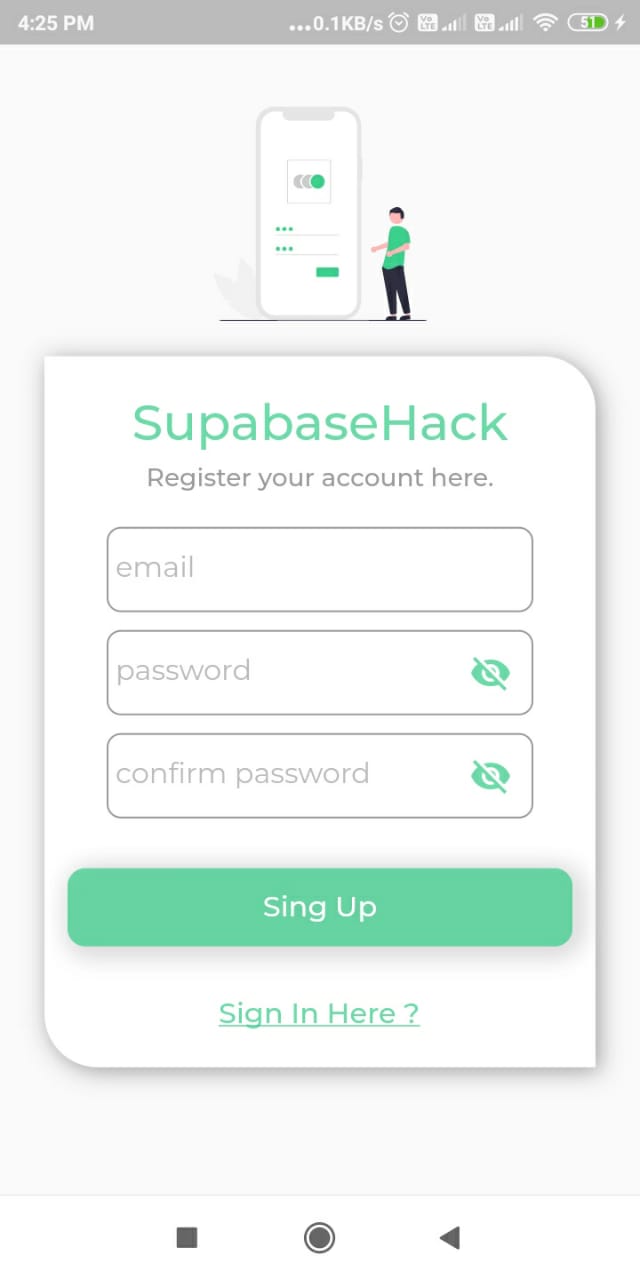 4:25 PM ...0.1KB/s Vo LTE Vo LTE 51
SupabaseHack
Register your account here.
email
password
confirm password
Sing Up
Sign In Here ?